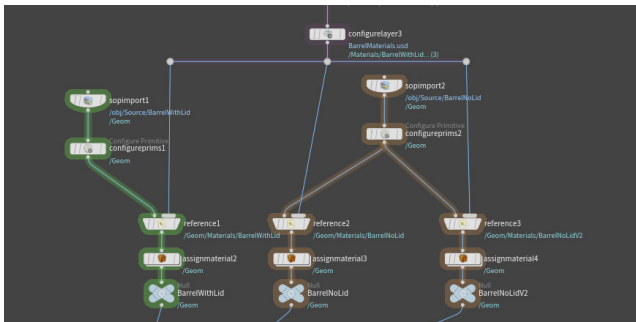 configurelayer3
BarrelMaterials.usd
/Materials/BarrelWithLid... (3)
sopimport1
/obj/Source/BarrelWithLid
/Geom
sopimport2
/obj/Source/BarrelNoLid
/Geom
Configure Primitive
configureprims1
/Geom
Configure Primitive
configureprims2
/Geom
reference1
/Geom/Materials/BarrelWithLid
reference2
/Geom/Materials/BarrelNoLid
reference3
/Geom/Materials/BarrelNoLidV2
assignmaterial2
/Geom
assignmaterial3
/Geom
assignmaterial4
/Geom
Null
BarrelWithLid
/Geom
Null
BarrelNoLid
/Geom
Null
BarrelNoLidV2
/Geom